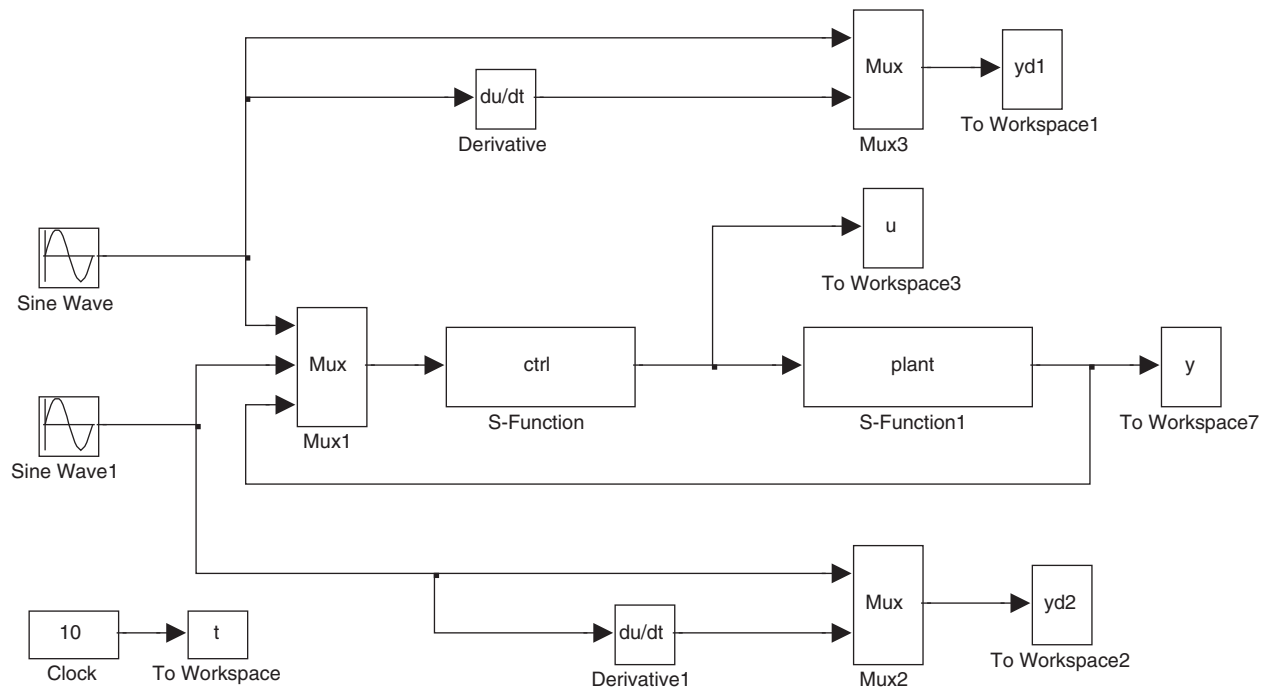 Mux
yd1
du/dt
To Workspace1
Derivative
Mux3
u
Sine Wave
To Workspace3
Mux
ctrl
plant
y
S-Function
S-Function1
To Workspace7
Mux1
Sine Wave1
Mux
yd2
10
t
du/dt
Clock
To Workspace
Derivative1
Mux2
To Workspace2